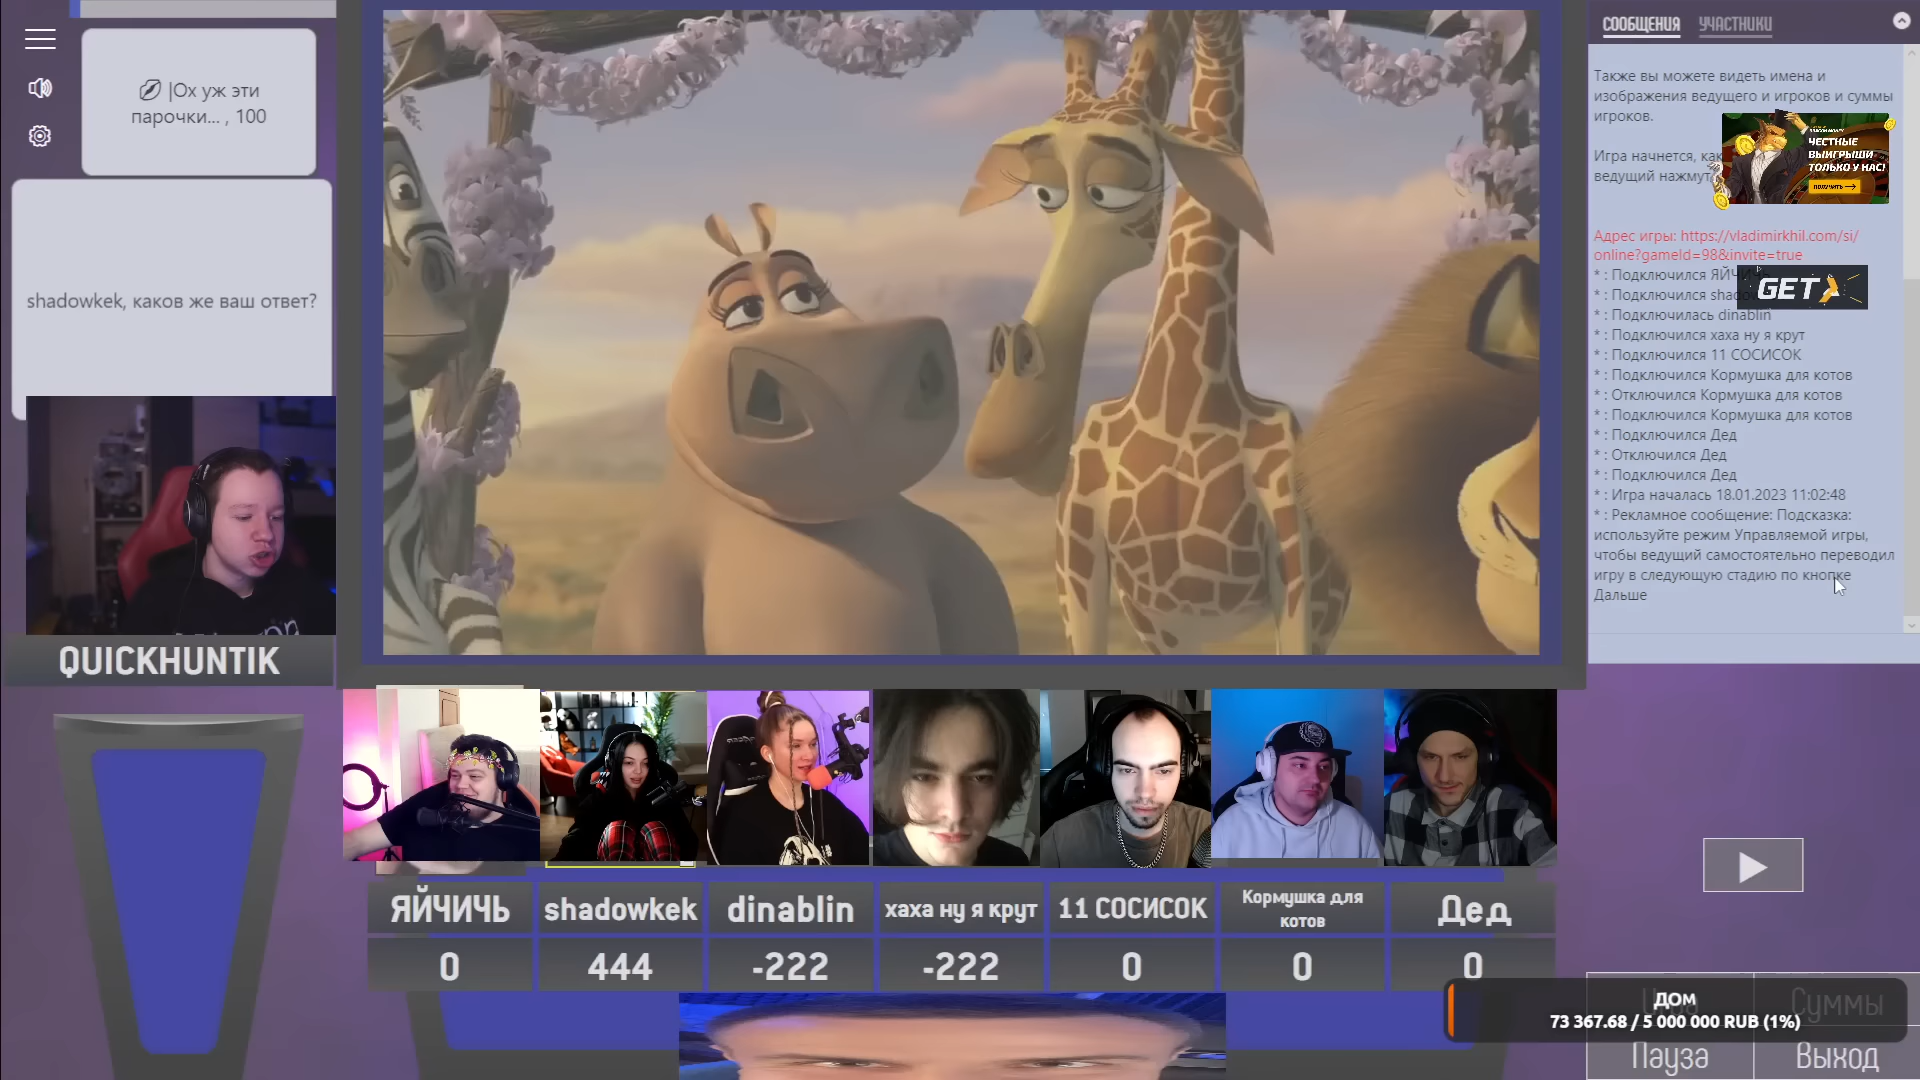 |Ох уж эти
парочки... , 100
shadowkek, каков же ваш ответ?
QUICKHUNTIK
СООБЩЕНИЯ УЧАСТНИКИ
Также вы можете видеть имена и
изображения ведущего и игроков и суммы
игроков.
Игра начнется, как
ведущий нажмут
ЧЕСТНЫЕ
ВЫИГРЫШИ
ТОЛЬКО У НАС!
ПОЛУЧИТЬ
Адрес игры: https://vladimirkhil.com/si/
online?gameId=98&invite=true
* : Подключился ЯЙЧИЧЬ
* : Подключился shadowkek
GET X
* : Подключилась dinablin
* : Подключился хаха ну я крут
* : Подключился 11 СОСИСОК
* : Подключился Кормушка для котов
* : Отключился Кормушка для котов
* : Подключился Кормушка для котов
* : Подключился Дед
* : Отключился Дед
* : Подключился Дед
* : Игра началась 18.01.2023 11:02:48
* : Рекламное сообщение: Подсказка:
используйте режим Управляемой игры,
чтобы ведущий самостоятельно переводил
игру в следующую стадию по кнопке
Дальше
ЯЙЧИЧЬ shadowkek dinablin хаха ну я крут 11 СОСИСОК Кормушка для котов Дед
0 444 -222 -222 0 0 0
ДОМ
73 367.68 / 5 000 000 RUB (1%)
Суммы
Пауза Выход